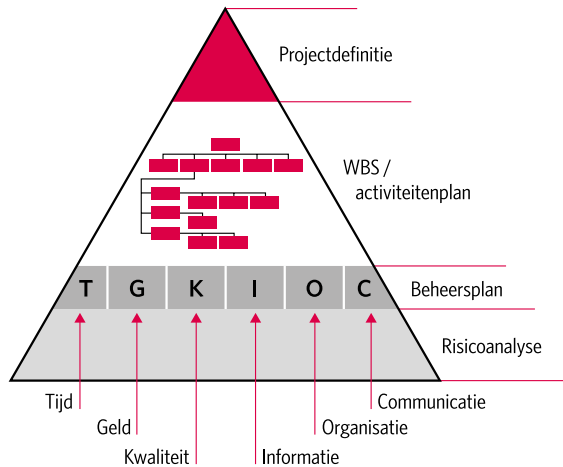 Projectdefinitie
WBS /
activiteitenplan
T G K I O C
Beheersplan
Risicoanalyse
Tijd
Communicatie
Geld
Organisatie
Kwaliteit
Informatie